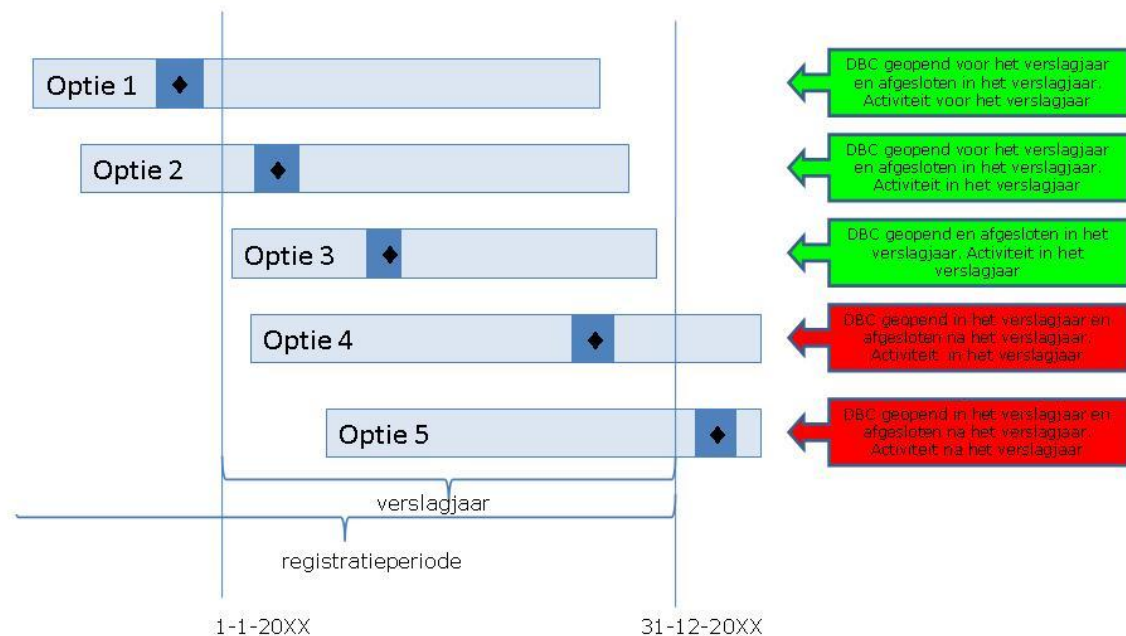 Optie 1
DBC geopend voor het verslagjaar
en afgesloten in het verslagjaar.
Activiteit voor het verslagjaar
Optie 2
DBC geopend voor het verslagjaar
en afgesloten in het verslagjaar.
Activiteit in het verslagjaar
Optie 3
DBC geopend en afgesloten in het
verslagjaar. Activiteit in het
verslagjaar
Optie 4
DBC geopend in het verslagjaar en
afgesloten na het verslagjaar.
Activiteit in het verslagjaar
Optie 5
DBC geopend in het verslagjaar en
afgesloten na het verslagjaar.
Activiteit na het verslagjaar
verslagjaar
registratieperiode
1-1-20XX
31-12-20XX